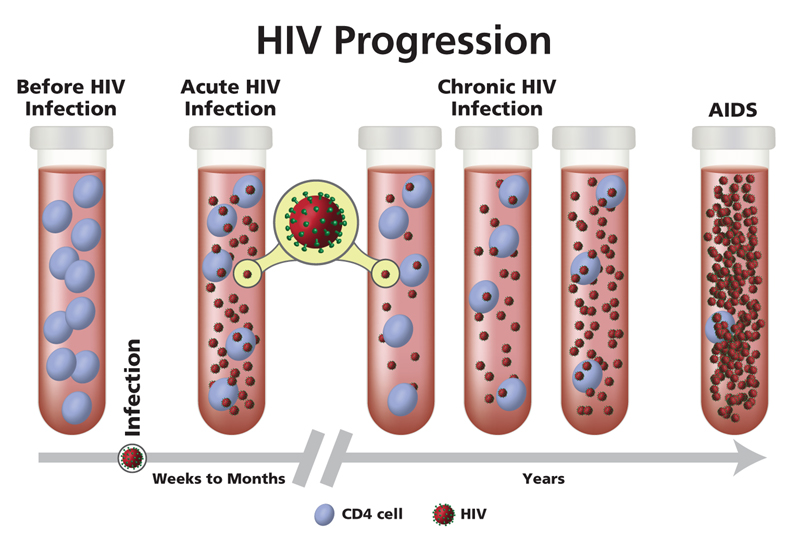 HIV Progression
Before HIV
Infection
Acute HIV
Infection
Chronic HIV
Infection
AIDS
Infection
Weeks to Months
Years
CD4 cell
HIV